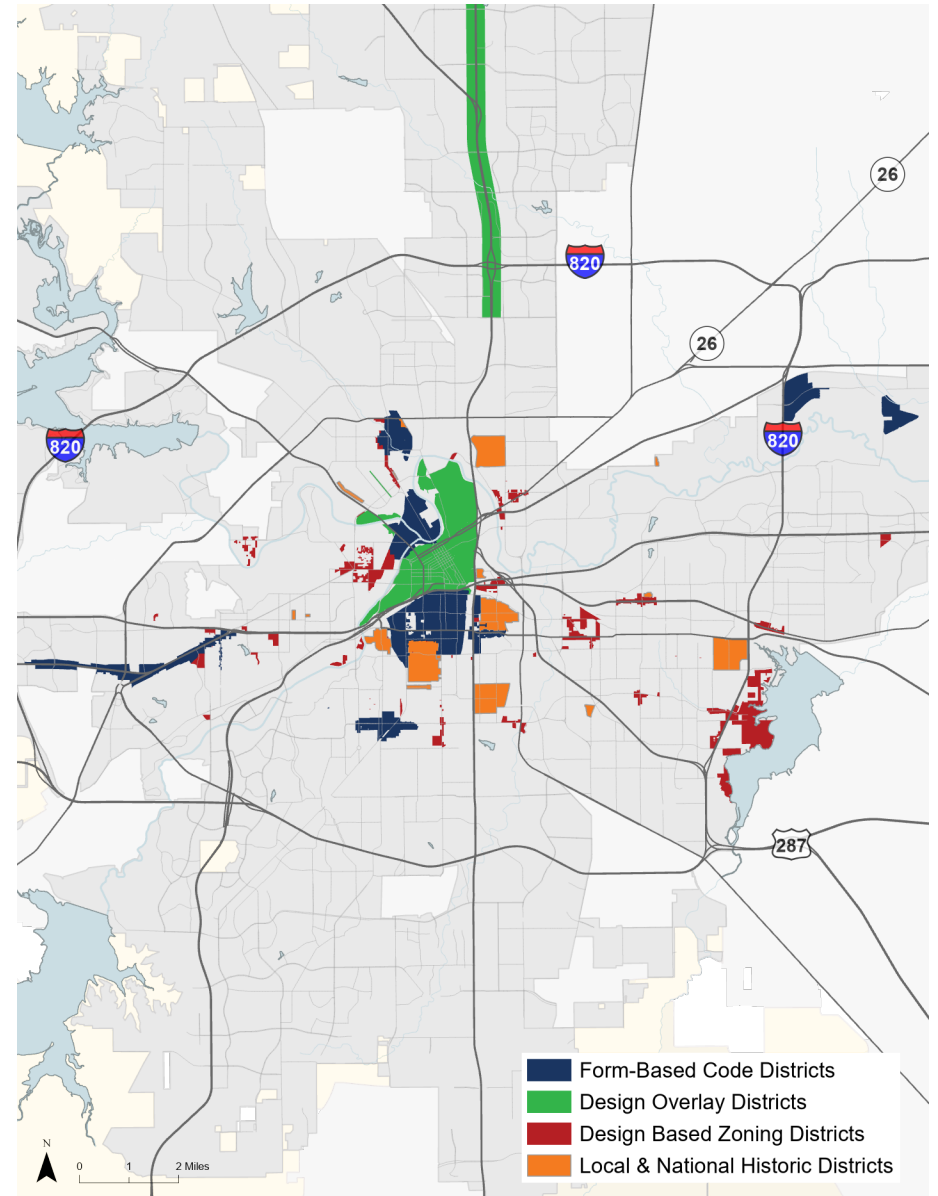 26
820
26
820
820
287
Form-Based Code Districts
Design Overlay Districts
Design Based Zoning Districts
Local & National Historic Districts
N
0 1 2 Miles